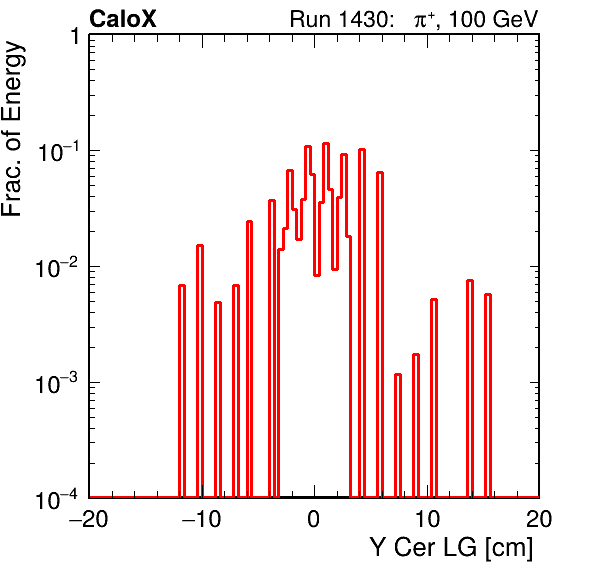 CaloX Run 1430: π⁺, 100 GeV
Frac. of Energy
1
10⁻¹
10⁻²
10⁻³
10⁻⁴
−20 −10 0 10 20
Y Cer LG [cm]